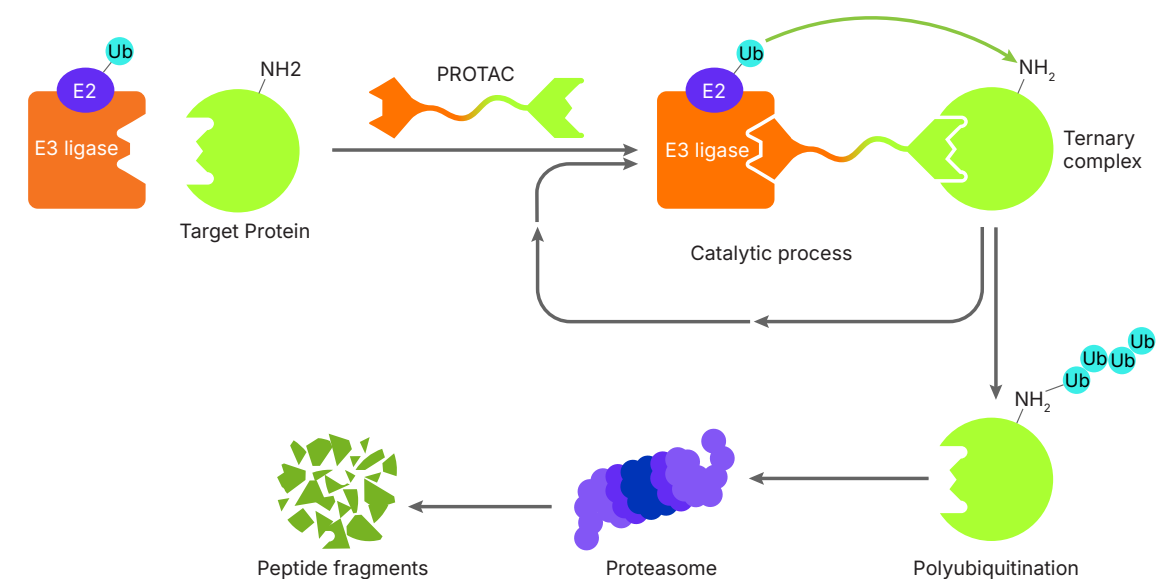 Ub
E2
E3 ligase
NH2
Target Protein
PROTAC
Ub
E2
E3 ligase
NH₂
Ternary
complex
Catalytic process
NH₂
Ub
Ub
Ub
Ub
Peptide fragments
Proteasome
Polyubiquitination